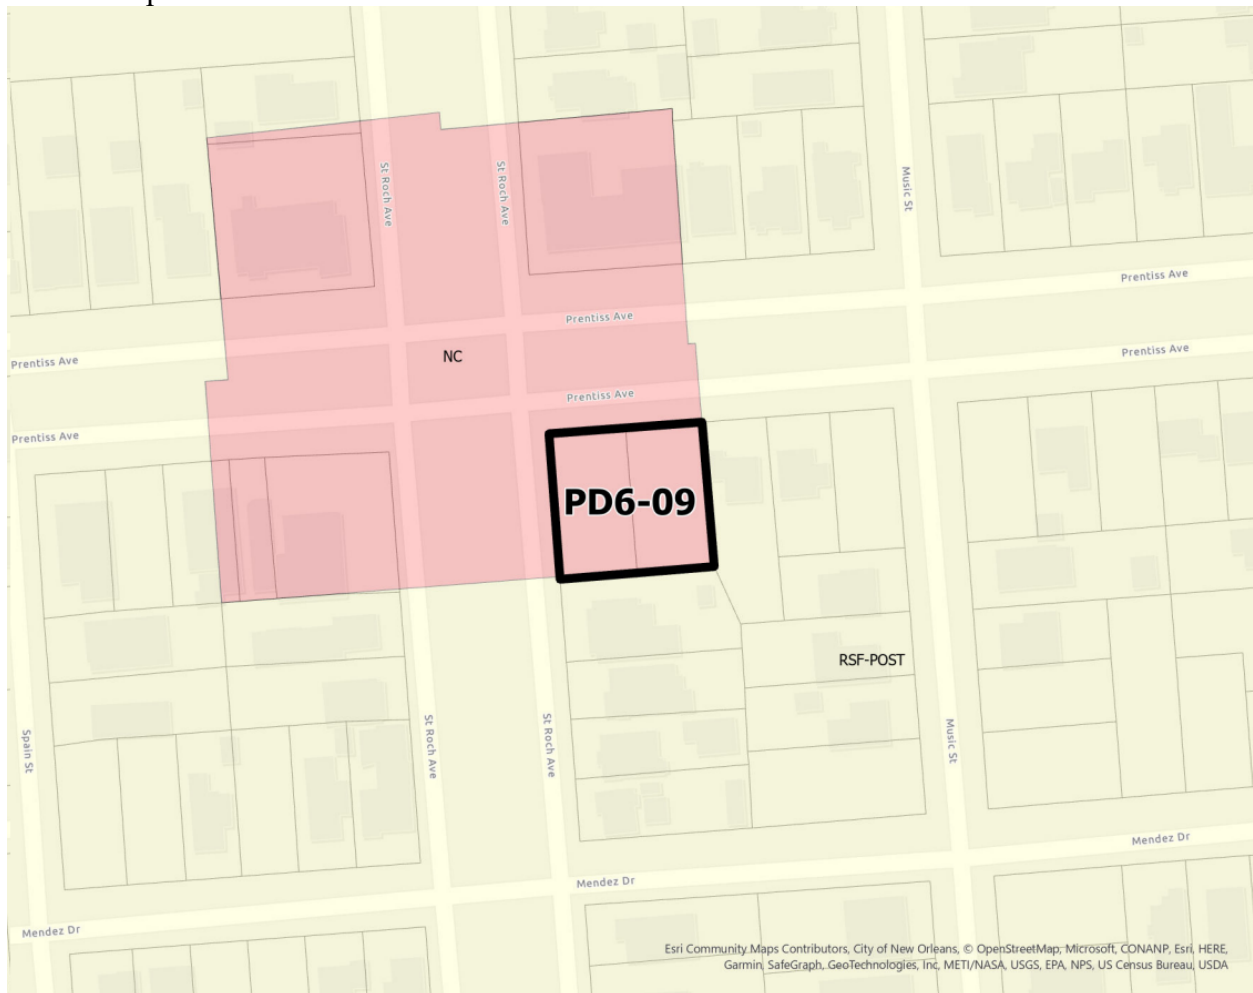 St Roch Ave
St Roch Ave
Music St
Prentiss Ave
Prentiss Ave
NC
Prentiss Ave
Prentiss Ave
Prentiss Ave
Prentiss Ave
PD6-09
RSF-POST
Spain St
St Roch Ave
St Roch Ave
Music St
Mendez Dr
Mendez Dr
Mendez Dr
Esri Community Maps Contributors, City of New Orleans, © OpenStreetMap, Microsoft, CONANP, Esri, HERE,
Garmin, SafeGraph, GeoTechnologies, Inc, METI/NASA, USGS, EPA, NPS, US Census Bureau, USDA